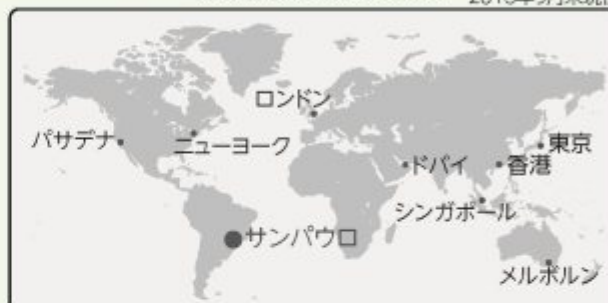 ロンドン
パサデナ
ニューヨーク
東京
ドバイ
香港
シンガポール
サンパウロ
メルボルン